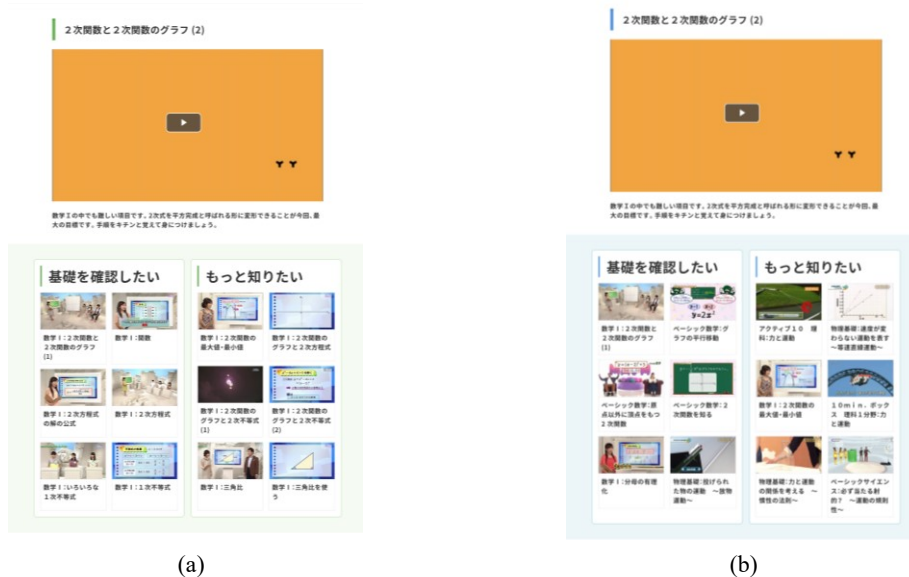 ２次関数と２次関数のグラフ (2)
数学Ⅰの中でも難しい項目です。2次式を平方完成と呼ばれる形に変形できることが今回、最
大の目標です。手順をキチンと覚えて身につけましょう。
基礎を確認したい
数学Ⅰ：２次関数と
２次関数のグラフ
(1)
数学Ⅰ：関数
数学Ⅰ：２次方程式
の解の公式
数学Ⅰ：２次方程式
数学Ⅰ：いろいろな
１次不等式
数学Ⅰ：１次不等式
もっと知りたい
数学Ⅰ：２次関数の
最大値・最小値
数学Ⅰ：２次関数の
グラフと２次方程式
数学Ⅰ：２次関数の
グラフと２次不等式
(1)
数学Ⅰ：２次関数の
グラフと２次不等式
(2)
数学Ⅰ：三角比
数学Ⅰ：三角比を使
う
(a)
２次関数と２次関数のグラフ (2)
数学Ⅰの中でも難しい項目です。2次式を平方完成と呼ばれる形に変形できることが今回、最
大の目標です。手順をキチンと覚えて身につけましょう。
基礎を確認したい
数学Ⅰ：２次関数と
２次関数のグラフ
(1)
y=2x²
ベーシック数学：グ
ラフの平行移動
ベーシック数学：原
点以外に頂点をもつ
２次関数
ベーシック数学：２
次関数を知る
数学Ⅰ：分母の有理
化
物理基礎：投げられ
た物の運動　～放物
運動～
もっと知りたい
アクティブ１０　理
科：力と運動
物理基礎：速度が変
わらない運動を表す
～等速直線運動～
数学Ⅰ：２次関数の
最大値・最小値
１０ｍｉｎ．ボック
ス　理科１分野：力
と運動
物理基礎：力と運動
の関係を考える　～
慣性の法則～
ベーシックサイエン
ス：必ず当たる射
的？　～運動の規則
性～
(b)